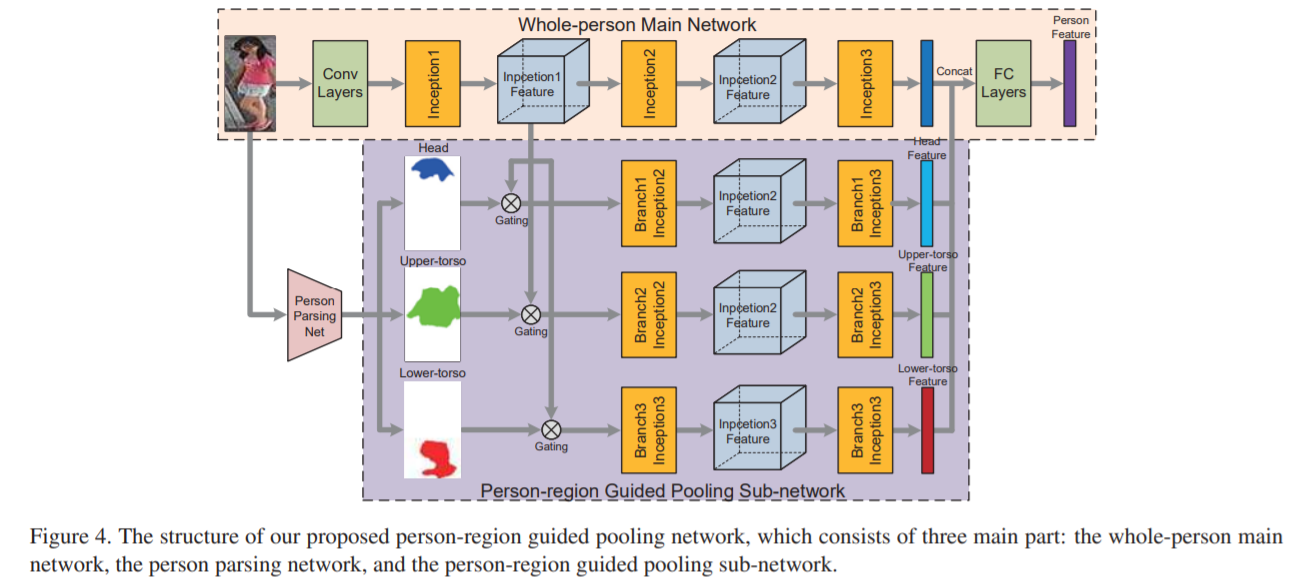 Whole-person Main Network
Person
Feature
Conv
Layers
Inception1
Inpcetion1
Feature
Inception2
Inpcetion2
Feature
Inception3
Concat
FC
Layers
Head
Gating
Branch1
Inception2
Inpcetion2
Feature
Branch1
Inception3
Head
Feature
Person
Parsing
Net
Upper-torso
Gating
Branch2
Inception2
Inpcetion2
Feature
Branch2
Inception3
Upper-torso
Feature
Lower-torso
Gating
Branch3
Inception3
Inpcetion3
Feature
Branch3
Inception3
Lower-torso
Feature
Person-region Guided Pooling Sub-network
Figure 4. The structure of our proposed person-region guided pooling network, which consists of three main part: the whole-person main
network, the person parsing network, and the person-region guided pooling sub-network.